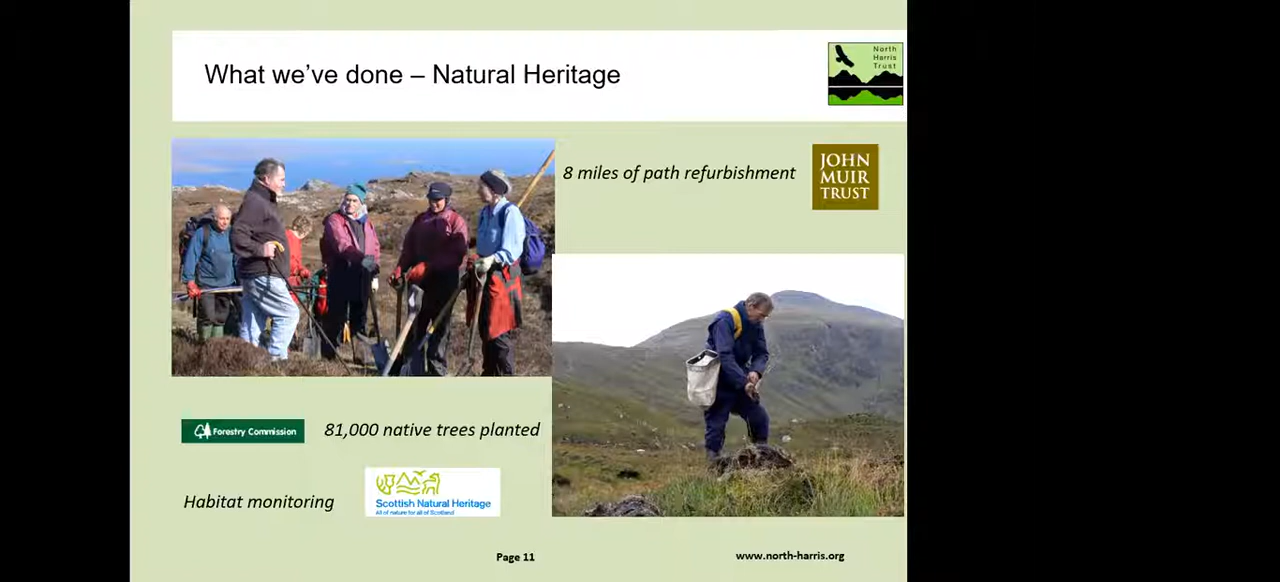 What we've done – Natural Heritage
North
Harris
Trust
8 miles of path refurbishment
JOHN
MUIR
TRUST
Forestry Commission
81,000 native trees planted
Habitat monitoring
Scottish Natural Heritage
All of nature for all of Scotland
Page 11
www.north-harris.org